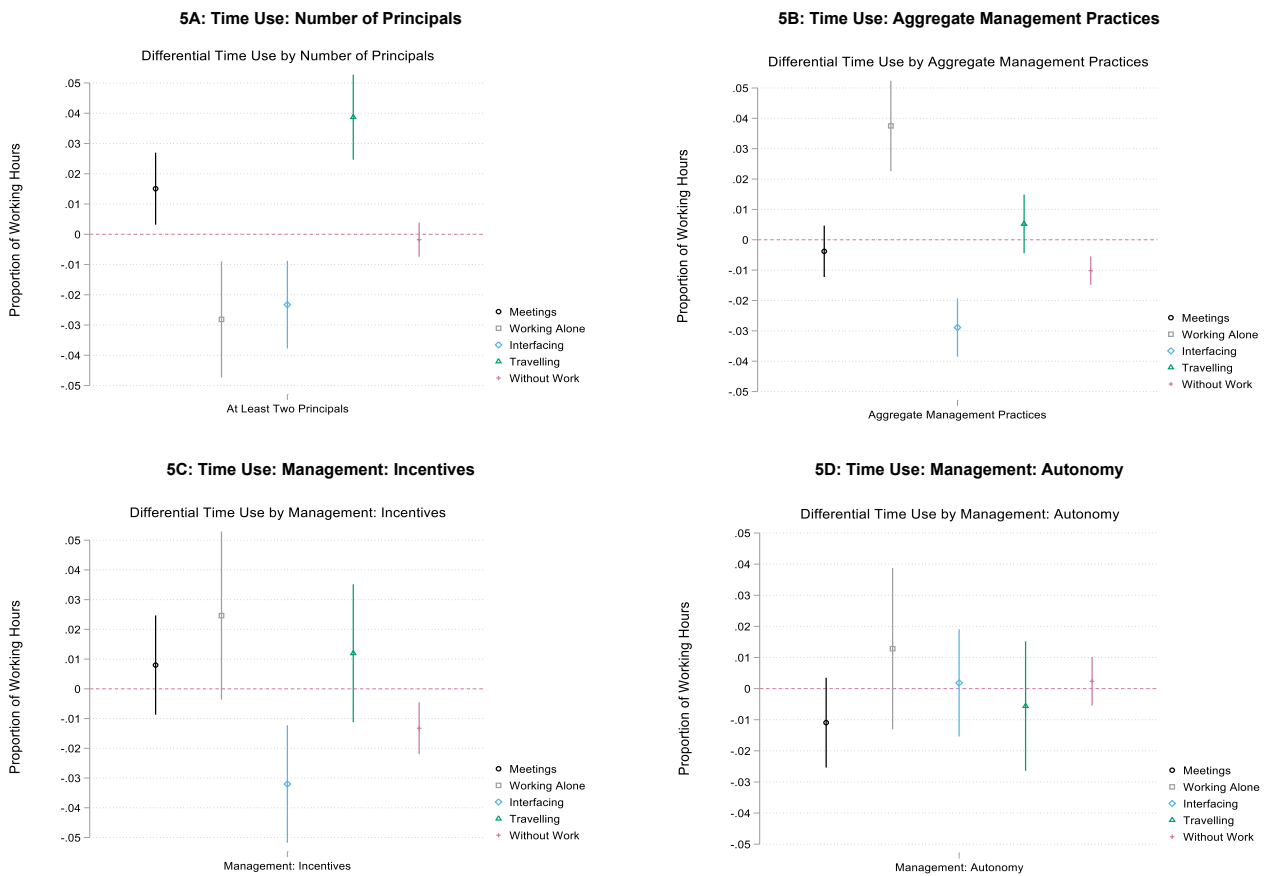 5A: Time Use: Number of Principals
Differential Time Use by Number of Principals
Proportion of Working Hours
.05
.04
.03
.02
.01
0
-.01
-.02
-.03
-.04
-.05
At Least Two Principals
Meetings
Working Alone
Interfacing
Travelling
Without Work
5B: Time Use: Aggregate Management Practices
Differential Time Use by Aggregate Management Practices
Proportion of Working Hours
.05
.04
.03
.02
.01
0
-.01
-.02
-.03
-.04
-.05
Aggregate Management Practices
Meetings
Working Alone
Interfacing
Travelling
Without Work
5C: Time Use: Management: Incentives
Differential Time Use by Management: Incentives
Proportion of Working Hours
.05
.04
.03
.02
.01
0
-.01
-.02
-.03
-.04
-.05
Management: Incentives
Meetings
Working Alone
Interfacing
Travelling
Without Work
5D: Time Use: Management: Autonomy
Differential Time Use by Management: Autonomy
Proportion of Working Hours
.05
.04
.03
.02
.01
0
-.01
-.02
-.03
-.04
-.05
Management: Autonomy
Meetings
Working Alone
Interfacing
Travelling
Without Work